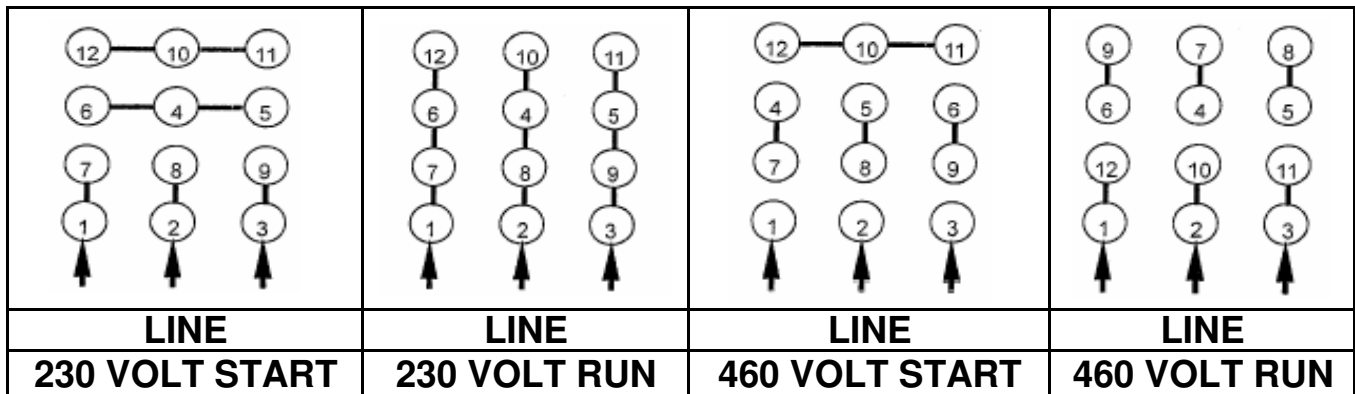 12 10 11
6 4 5
7 8 9
1 2 3
LINE
230 VOLT START
12 10 11
6 4 5
7 8 9
1 2 3
LINE
230 VOLT RUN
12 10 11
4 5 6
7 8 9
1 2 3
LINE
460 VOLT START
9 7 8
6 4 5
12 10 11
1 2 3
LINE
460 VOLT RUN